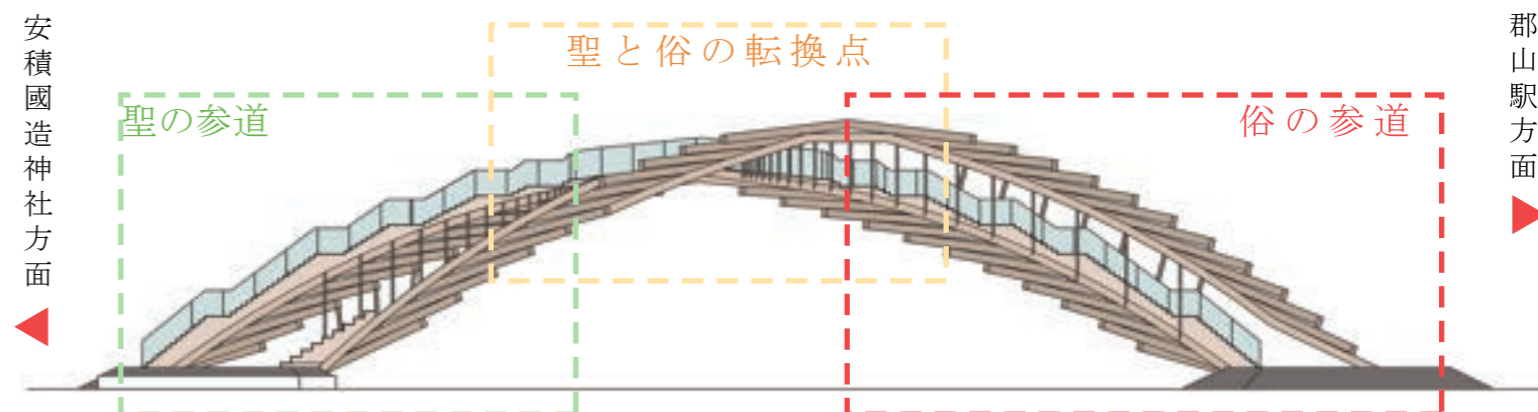 安積國造神社方面
聖と俗の転換点
聖の参道
俗の参道
郡山駅方面